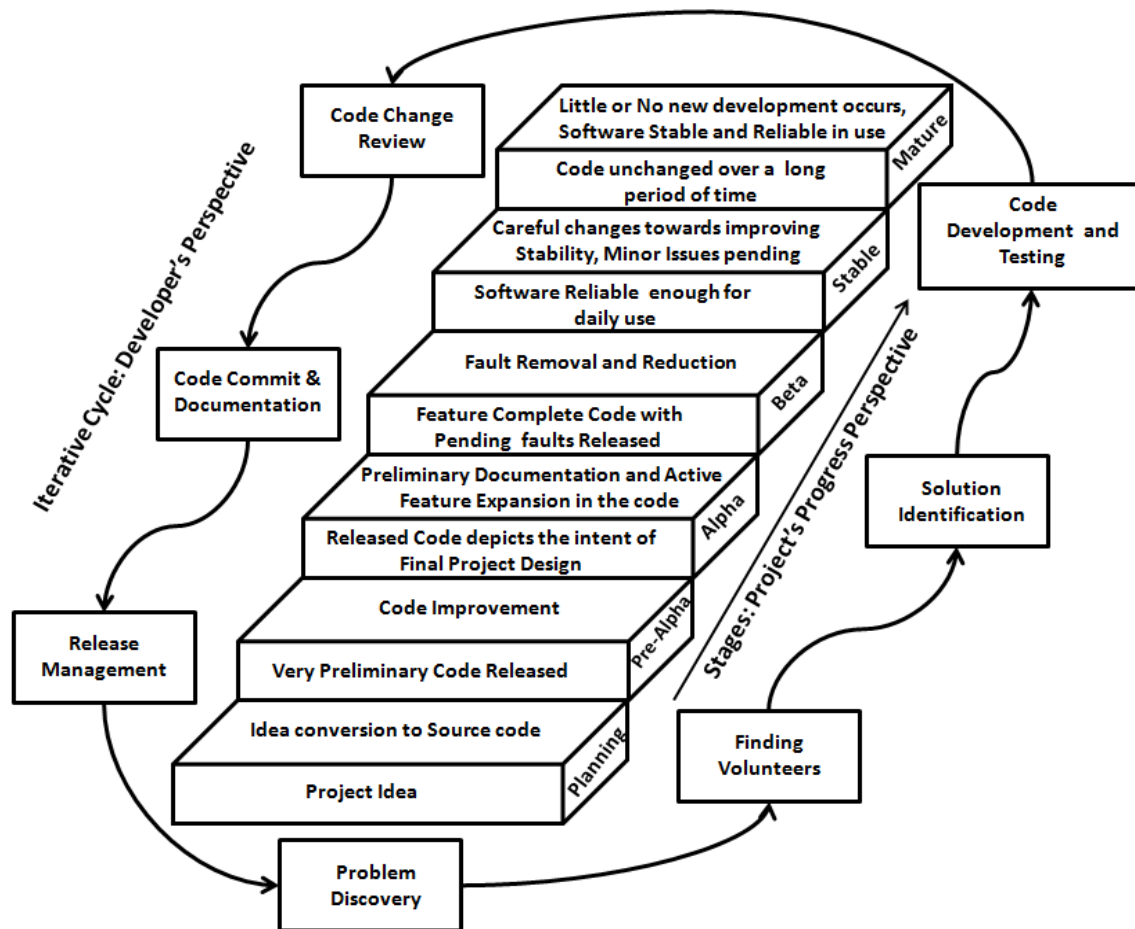 Code Change
Review
Little or No new development occurs,
Software Stable and Reliable in use
Mature
Code unchanged over a long
period of time
Code
Development and
Testing
Careful changes towards improving
Stability, Minor Issues pending
Stable
Software Reliable enough for
daily use
Iterative Cycle: Developer's Perspective
Code Commit &
Documentation
Fault Removal and Reduction
Beta
Feature Complete Code with
Pending faults Released
Stages: Project's Progress Perspective
Solution
Identification
Preliminary Documentation and Active
Feature Expansion in the code
Alpha
Released Code depicts the intent of
Final Project Design
Code Improvement
Pre-Alpha
Very Preliminary Code Released
Release
Management
Idea conversion to Source code
Planning
Project Idea
Finding
Volunteers
Problem
Discovery